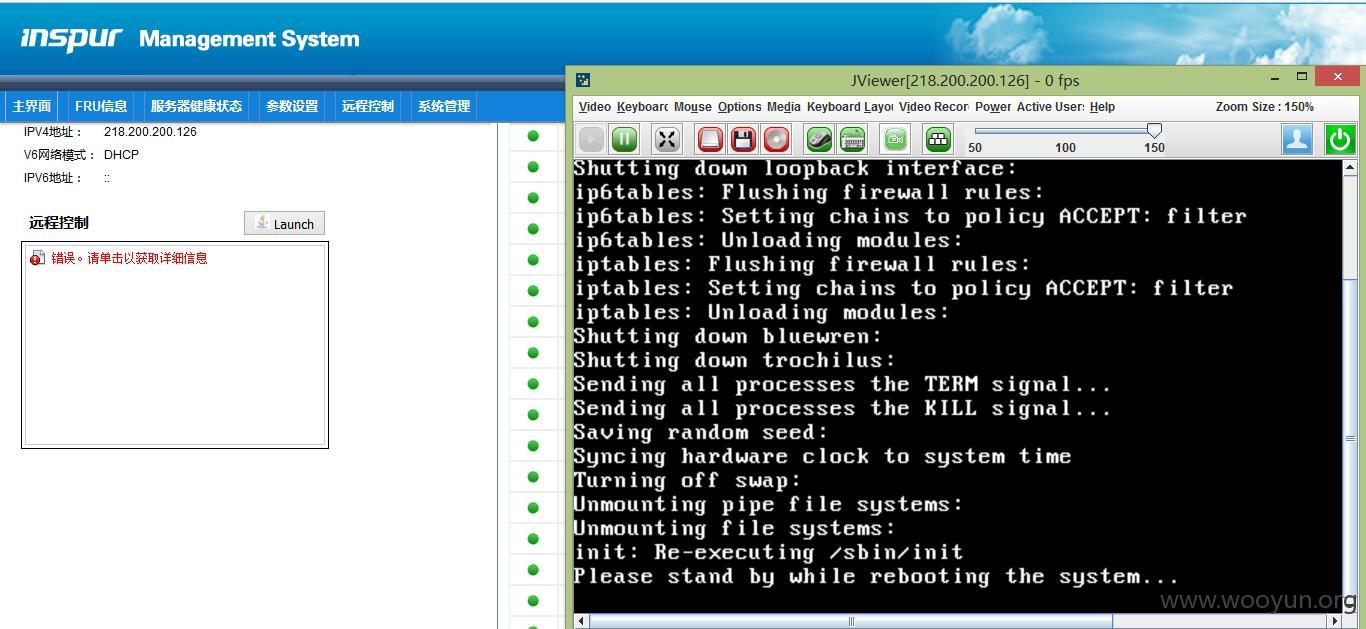 inspur Management System
主界面 FRU信息 服务器健康状态 参数设置 远程控制 系统管理
IPV4地址： 218.200.200.126
V6网络模式： DHCP
IPV6地址： ::
远程控制 Launch
错误。请单击以获取详细信息
JViewer[218.200.200.126] - 0 fps
Video Keyboard Mouse Options Media Keyboard Layou Video Recor Power Active User: Help Zoom Size : 150%
50 100 150
Shutting down loopback interface:
ip6tables: Flushing firewall rules:
ip6tables: Setting chains to policy ACCEPT: filter
ip6tables: Unloading modules:
iptables: Flushing firewall rules:
iptables: Setting chains to policy ACCEPT: filter
iptables: Unloading modules:
Shutting down bluewren:
Shutting down trochilus:
Sending all processes the TERM signal...
Sending all processes the KILL signal...
Saving random seed:
Syncing hardware clock to system time
Turning off swap:
Unmounting pipe file systems:
Unmounting file systems:
init: Re-executing /sbin/init
Please stand by while rebooting the system...
www.wooyun.org